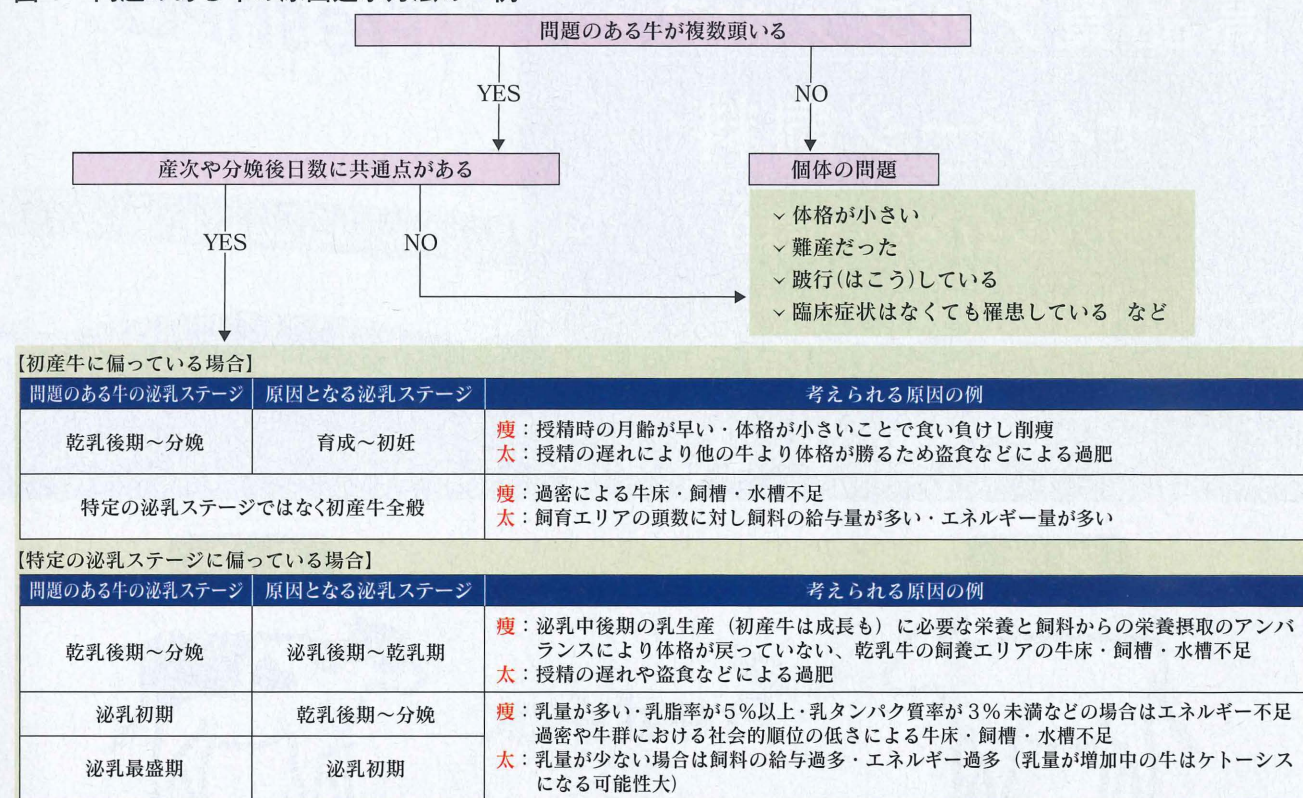 問題のある牛が複数頭いる
YES
NO
産次や分娩後日数に共通点がある
個体の問題
体格が小さい
難産だった
跛行(はこう)している
臨床症状はなくても罹患している など
YES
NO
【初産牛に偏っている場合】
問題のある牛の泌乳ステージ 原因となる泌乳ステージ 考えられる原因の例
乾乳後期〜分娩 育成〜初妊
痩：授精時の月齢が早い・体格が小さいことで食い負けし削痩
太：授精の遅れにより他の牛より体格が勝るため盗食などによる過肥
特定の泌乳ステージではなく初産牛全般
痩：過密による牛床・飼槽・水槽不足
太：飼育エリアの頭数に対し飼料の給与量が多い・エネルギー量が多い
【特定の泌乳ステージに偏っている場合】
問題のある牛の泌乳ステージ 原因となる泌乳ステージ 考えられる原因の例
乾乳後期〜分娩 泌乳後期〜乾乳期
痩：泌乳中後期の乳生産（初産牛は成長も）に必要な栄養と飼料からの栄養摂取のアンバ
ランスにより体格が戻っていない、乾乳牛の飼養エリアの牛床・飼槽・水槽不足
太：授精の遅れや盗食などによる過肥
泌乳初期 乾乳後期〜分娩
痩：乳量が多い・乳脂率が5％以上・乳タンパク質率が3％未満などの場合はエネルギー不足
過密や牛群における社会的順位の低さによる牛床・飼槽・水槽不足
泌乳最盛期 泌乳初期
太：乳量が少ない場合は飼料の給与過多・エネルギー過多（乳量が増加中の牛はケトーシス
になる可能性大）